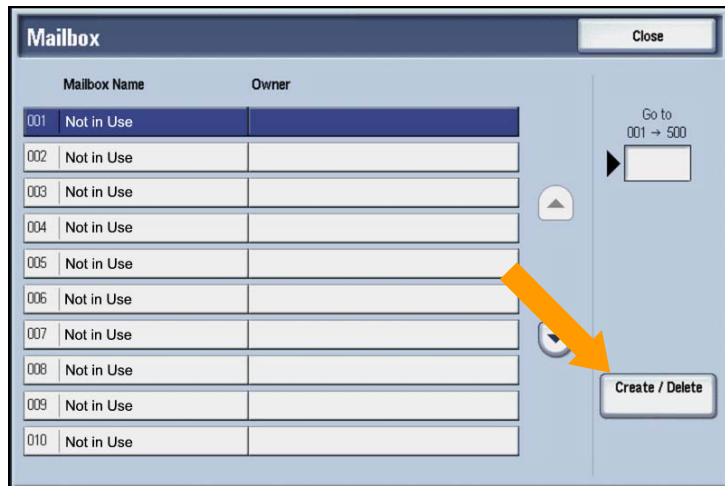 Mailbox
Close
Mailbox Name Owner
001 Not in Use
002 Not in Use
003 Not in Use
004 Not in Use
005 Not in Use
006 Not in Use
007 Not in Use
008 Not in Use
009 Not in Use
010 Not in Use
Go to
001 → 500
Create / Delete